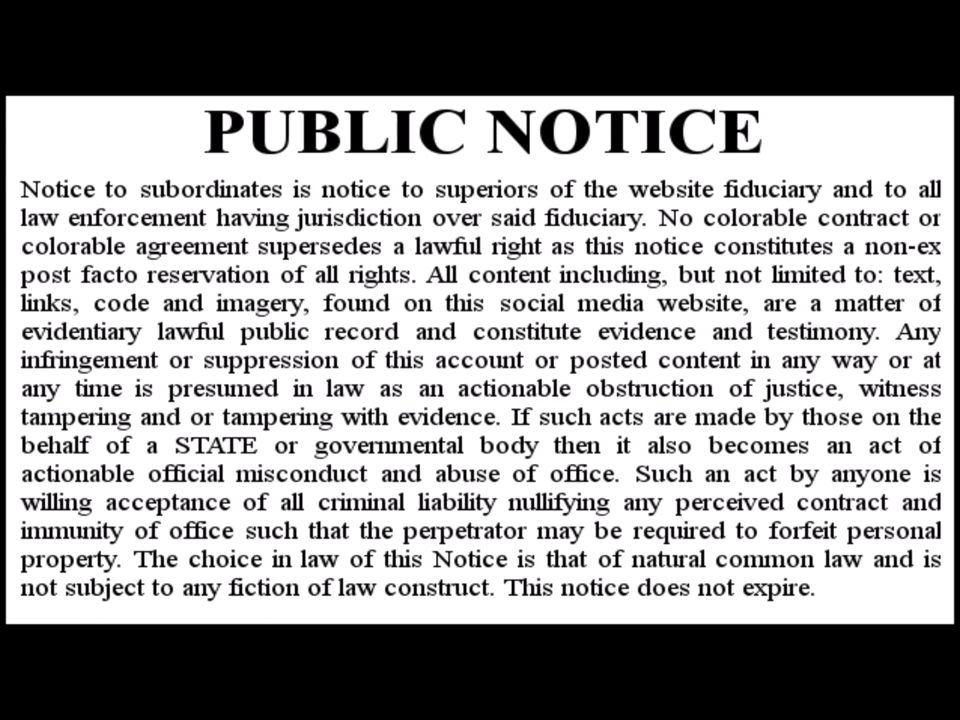 PUBLIC NOTICE
Notice to subordinates is notice to superiors of the website fiduciary and to all
law enforcement having jurisdiction over said fiduciary. No colorable contract or
colorable agreement supersedes a lawful right as this notice constitutes a non-ex
post facto reservation of all rights. All content including, but not limited to: text,
links, code and imagery, found on this social media website, are a matter of
evidentiary lawful public record and constitute evidence and testimony. Any
infringement or suppression of this account or posted content in any way or at
any time is presumed in law as an actionable obstruction of justice, witness
tampering and or tampering with evidence. If such acts are made by those on the
behalf of a STATE or governmental body then it also becomes an act of
actionable official misconduct and abuse of office. Such an act by anyone is
willing acceptance of all criminal liability nullifying any perceived contract and
immunity of office such that the perpetrator may be required to forfeit personal
property. The choice in law of this Notice is that of natural common law and is
not subject to any fiction of law construct. This notice does not expire.